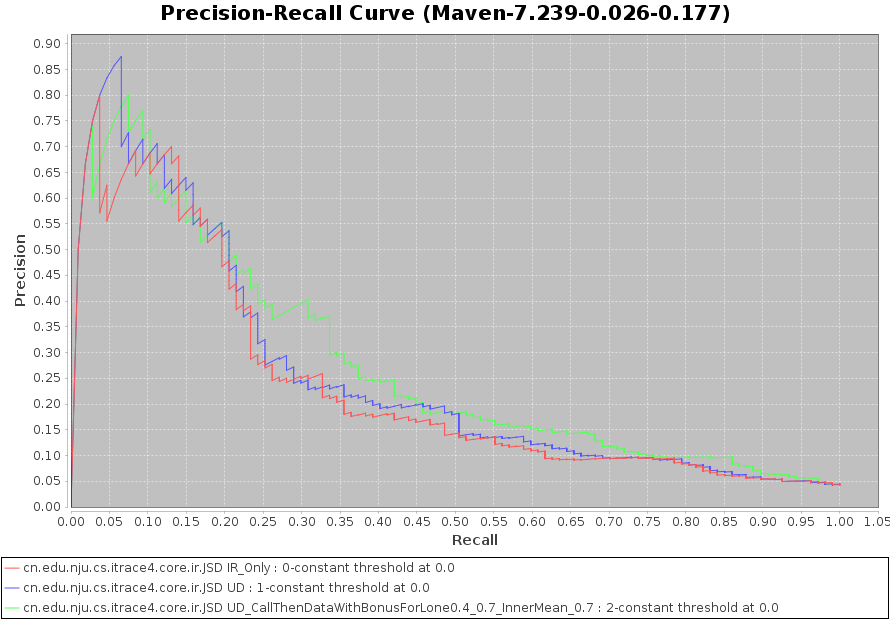 Precision-Recall Curve (Maven-7.239-0.026-0.177)
Precision
0.90
0.85
0.80
0.75
0.70
0.65
0.60
0.55
0.50
0.45
0.40
0.35
0.30
0.25
0.20
0.15
0.10
0.05
0.00
0.00 0.05 0.10 0.15 0.20 0.25 0.30 0.35 0.40 0.45 0.50 0.55 0.60 0.65 0.70 0.75 0.80 0.85 0.90 0.95 1.00 1.05
Recall
cn.edu.nju.cs.itrace4.core.ir.JSD IR_Only : 0-constant threshold at 0.0
cn.edu.nju.cs.itrace4.core.ir.JSD UD : 1-constant threshold at 0.0
cn.edu.nju.cs.itrace4.core.ir.JSD UD_CallThenDataWithBonusForLone0.4_0.7_InnerMean_0.7 : 2-constant threshold at 0.0